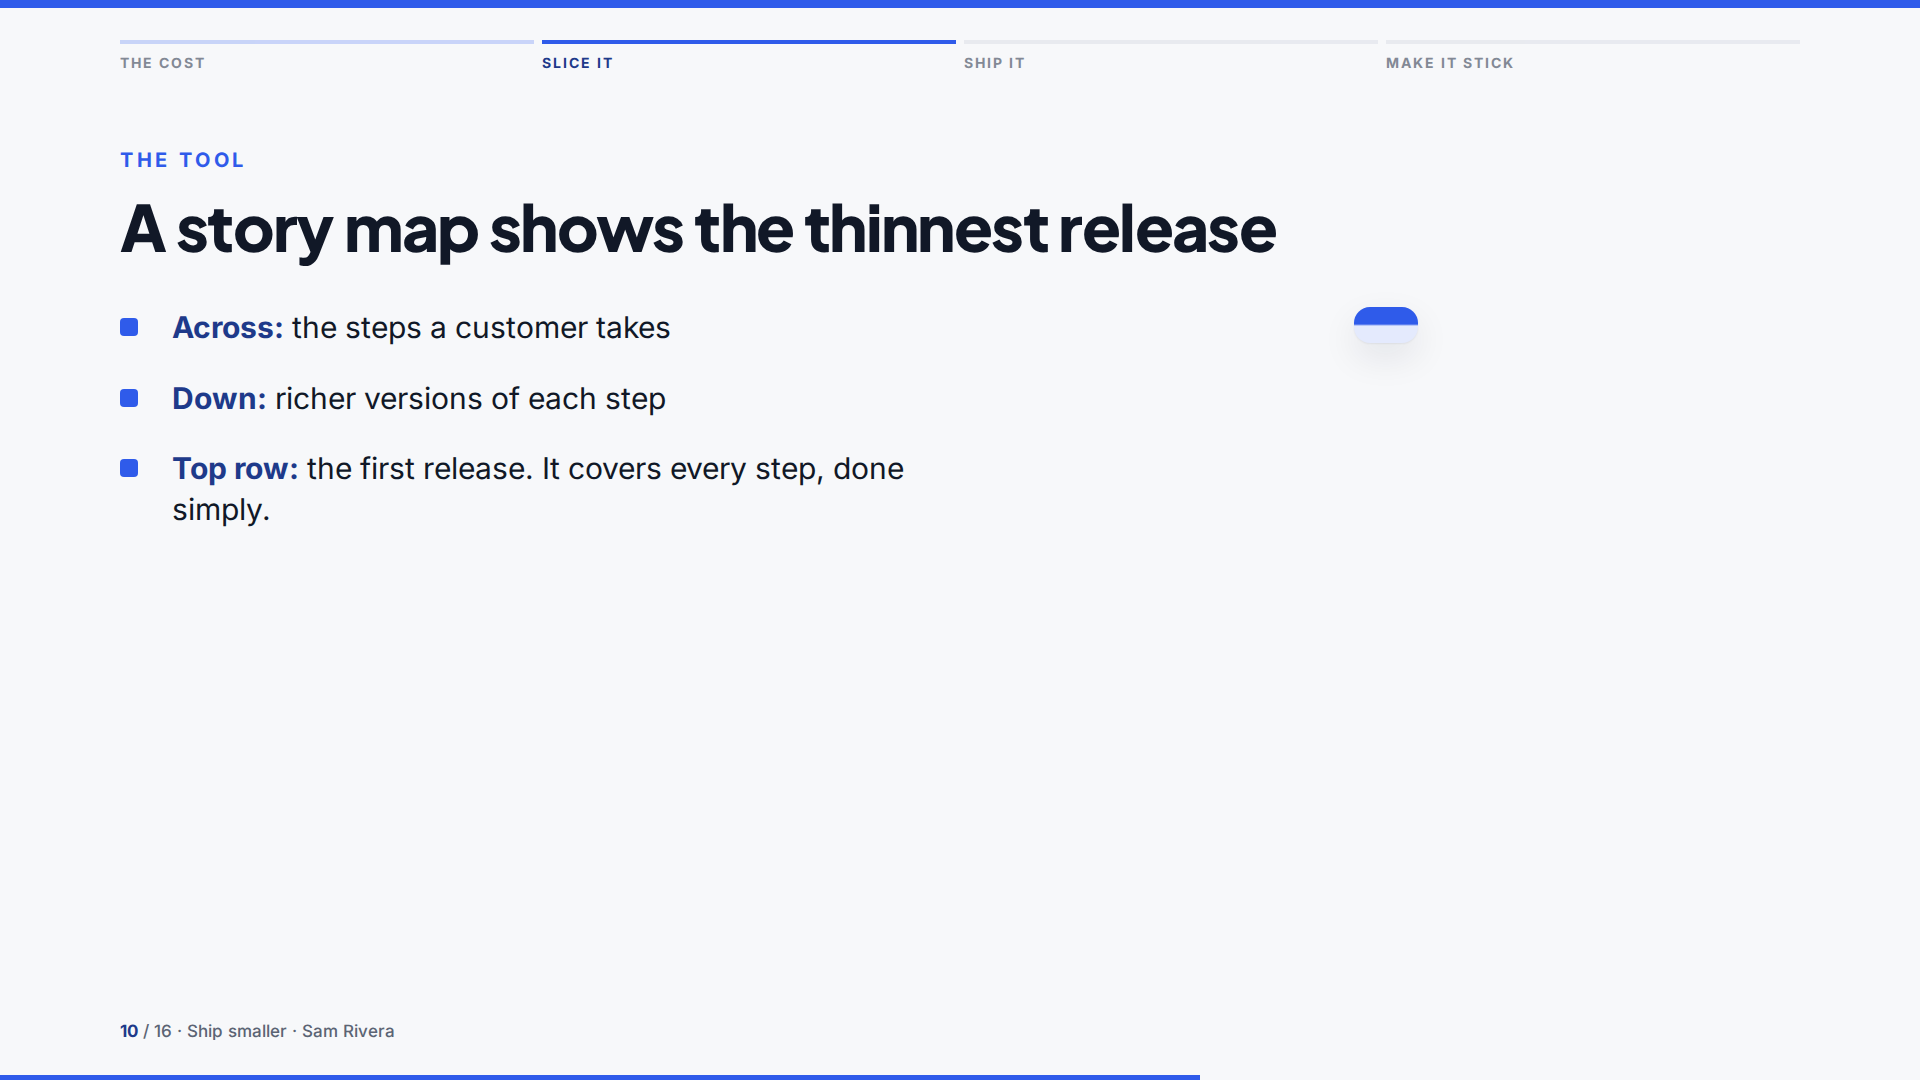 THE COST
SLICE IT
SHIP IT
MAKE IT STICK
THE TOOL
A story map shows the thinnest release
Across: the steps a customer takes
Down: richer versions of each step
Top row: the first release. It covers every step, done
simply.
10 / 16 · Ship smaller · Sam Rivera